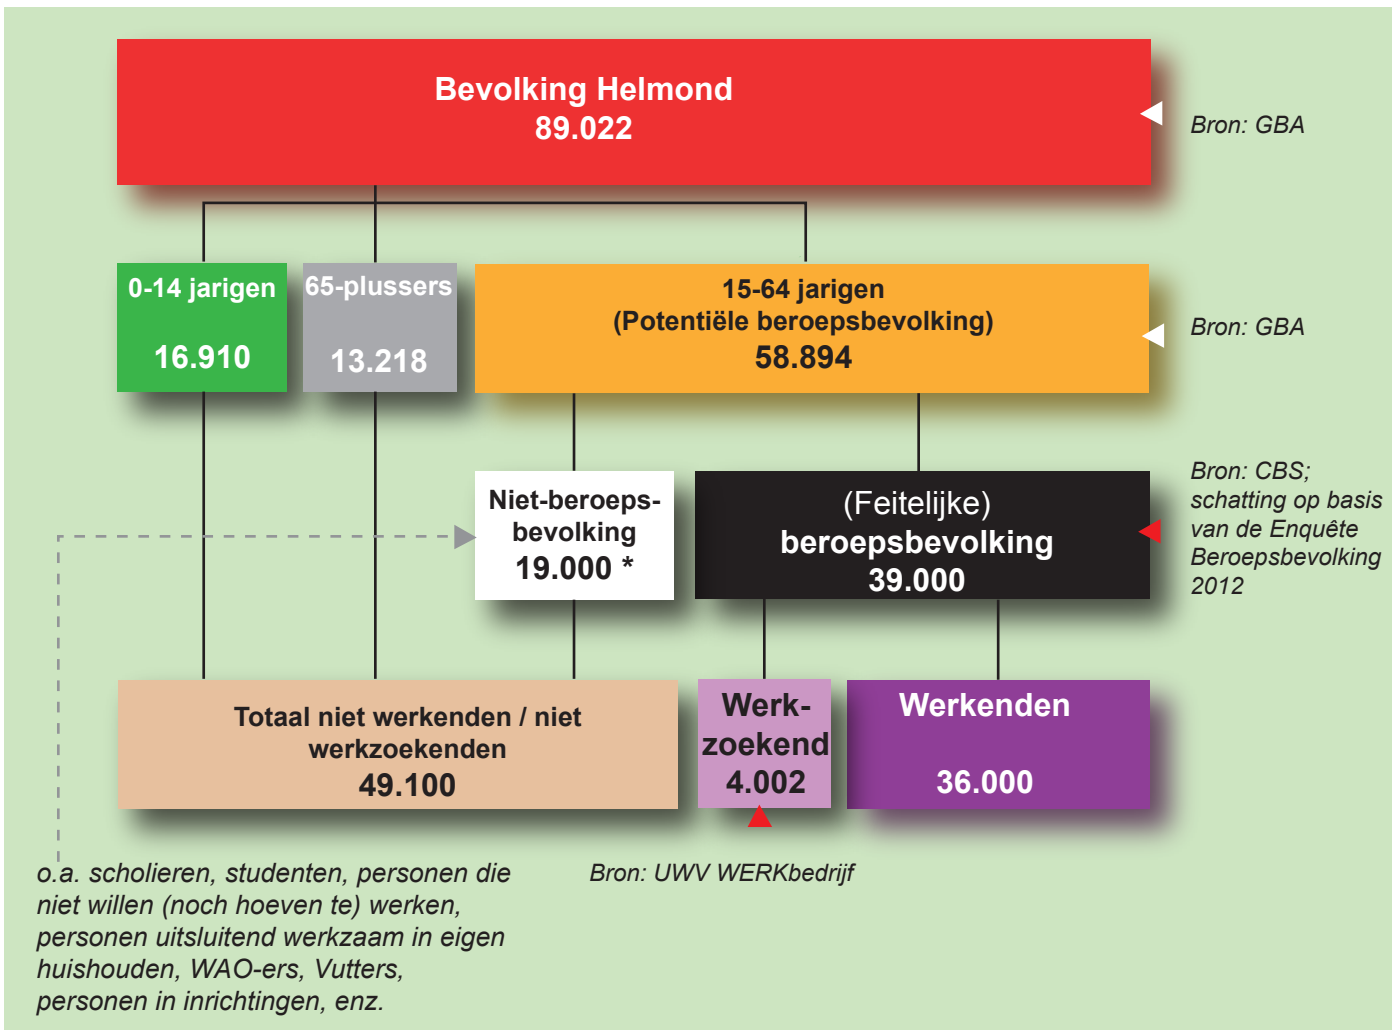 Bevolking Helmond
89.022
Bron: GBA
0-14 jarigen
16.910
65-plussers
13.218
15-64 jarigen
(Potentiële beroepsbevolking)
58.894
Bron: GBA
Niet-beroeps-
bevolking
19.000 *
(Feitelijke)
beroepsbevolking
39.000
Bron: CBS;
schatting op basis
van de Enquête
Beroepsbevolking
2012
Totaal niet werkenden / niet
werkzoekenden
49.100
Werk-
zoekend
4.002
Werkenden
36.000
o.a. scholieren, studenten, personen die
niet willen (noch hoeven te) werken,
personen uitsluitend werkzaam in eigen
huishouden, WAO-ers, Vutters,
personen in inrichtingen, enz.
Bron: UWV WERKbedrijf